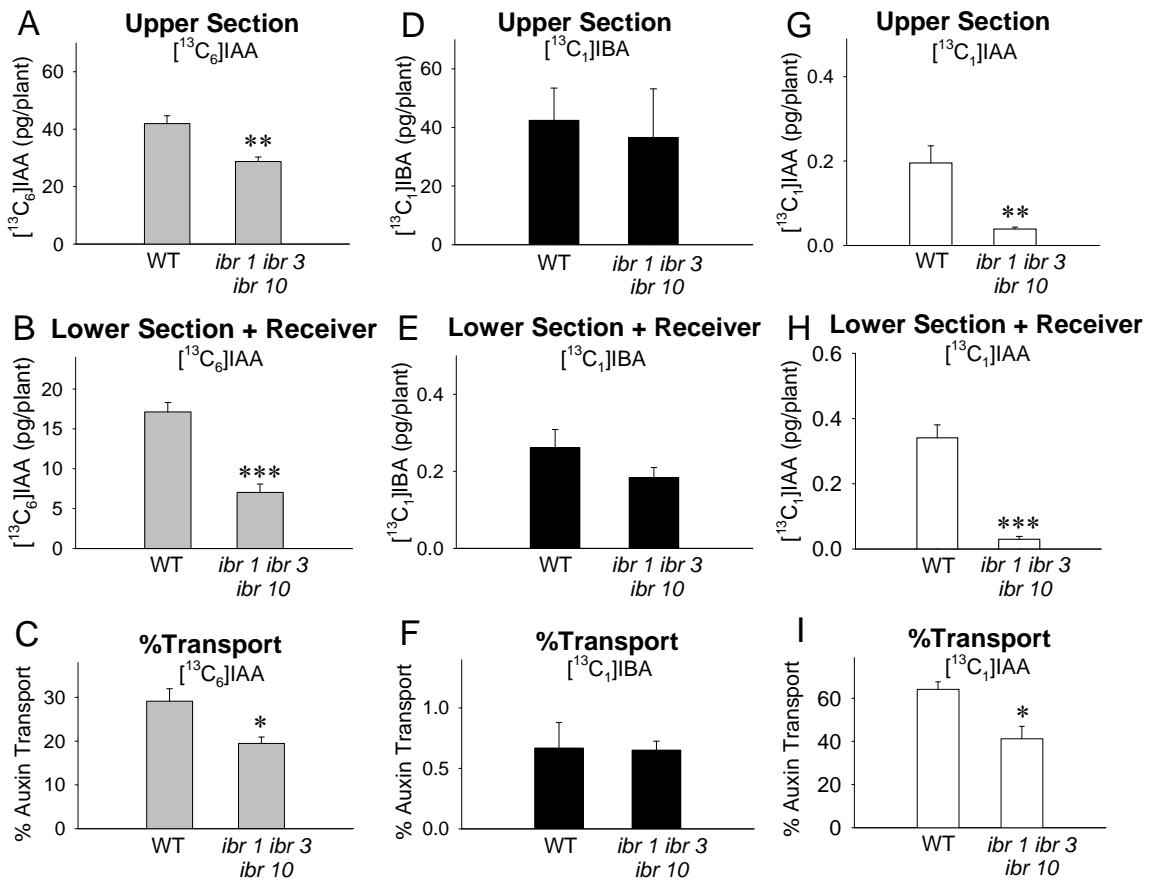 A
Upper Section
[¹³C₆]IAA
[¹³C₆]IAA (pg/plant)
60
40
20
0
**
WT
ibr 1 ibr 3
ibr 10
D
Upper Section
[¹³C₁]IBA
[¹³C₁]IBA (pg/plant)
60
40
20
0
WT
ibr 1 ibr 3
ibr 10
G
Upper Section
[¹³C₁]IAA
[¹³C₁]IAA (pg/plant)
0.4
0.2
0.0
**
WT
ibr 1 ibr 3
ibr 10
B
Lower Section + Receiver
[¹³C₆]IAA
[¹³C₆]IAA (pg/plant)
20
15
10
5
0
***
WT
ibr 1 ibr 3
ibr 10
E
Lower Section + Receiver
[¹³C₁]IBA
[¹³C₁]IBA (pg/plant)
0.4
0.2
0.0
WT
ibr 1 ibr 3
ibr 10
H
Lower Section + Receiver
[¹³C₁]IAA
[¹³C₁]IAA (pg/plant)
0.6
0.4
0.2
0.0
***
WT
ibr 1 ibr 3
ibr 10
C
%Transport
[¹³C₆]IAA
% Auxin Transport
30
20
10
0
*
WT
ibr 1 ibr 3
ibr 10
F
%Transport
[¹³C₁]IBA
% Auxin Transport
1.0
0.5
0.0
WT
ibr 1 ibr 3
ibr 10
I
%Transport
[¹³C₁]IAA
% Auxin Transport
60
40
20
0
*
WT
ibr 1 ibr 3
ibr 10